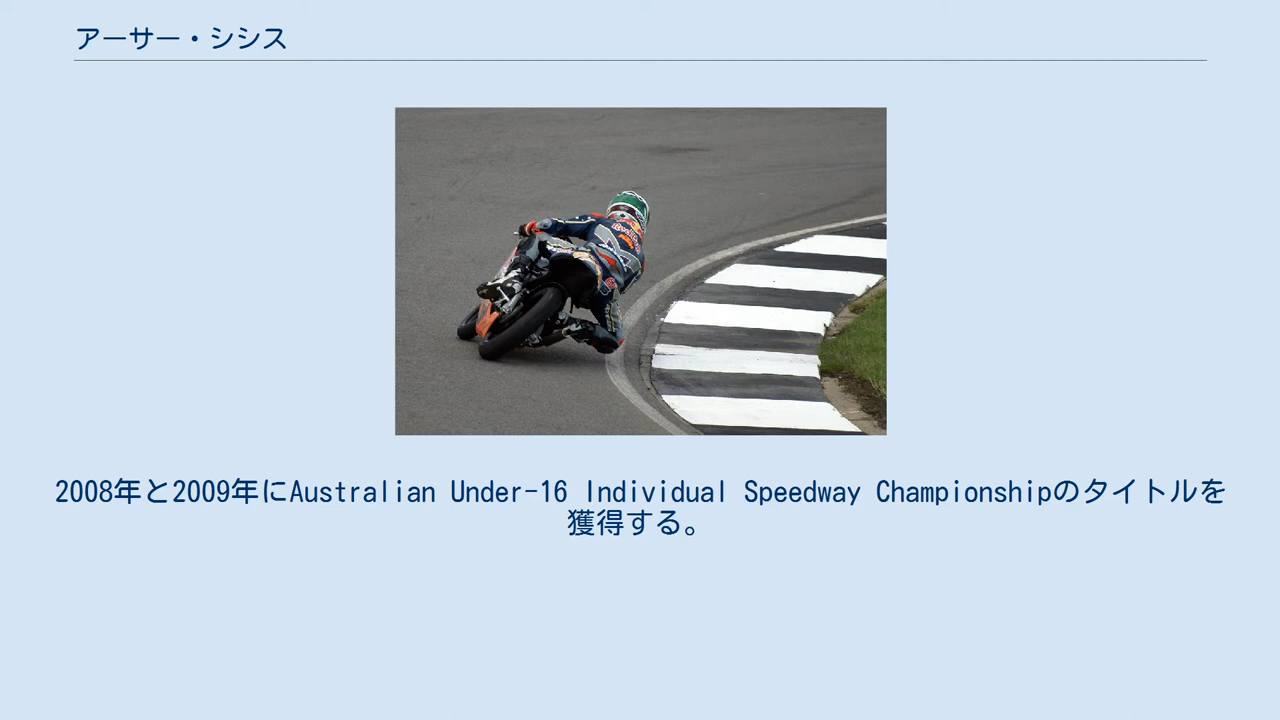 アーサー・シシス
2008年と2009年にAustralian Under-16 Individual Speedway Championshipのタイトルを
獲得する。